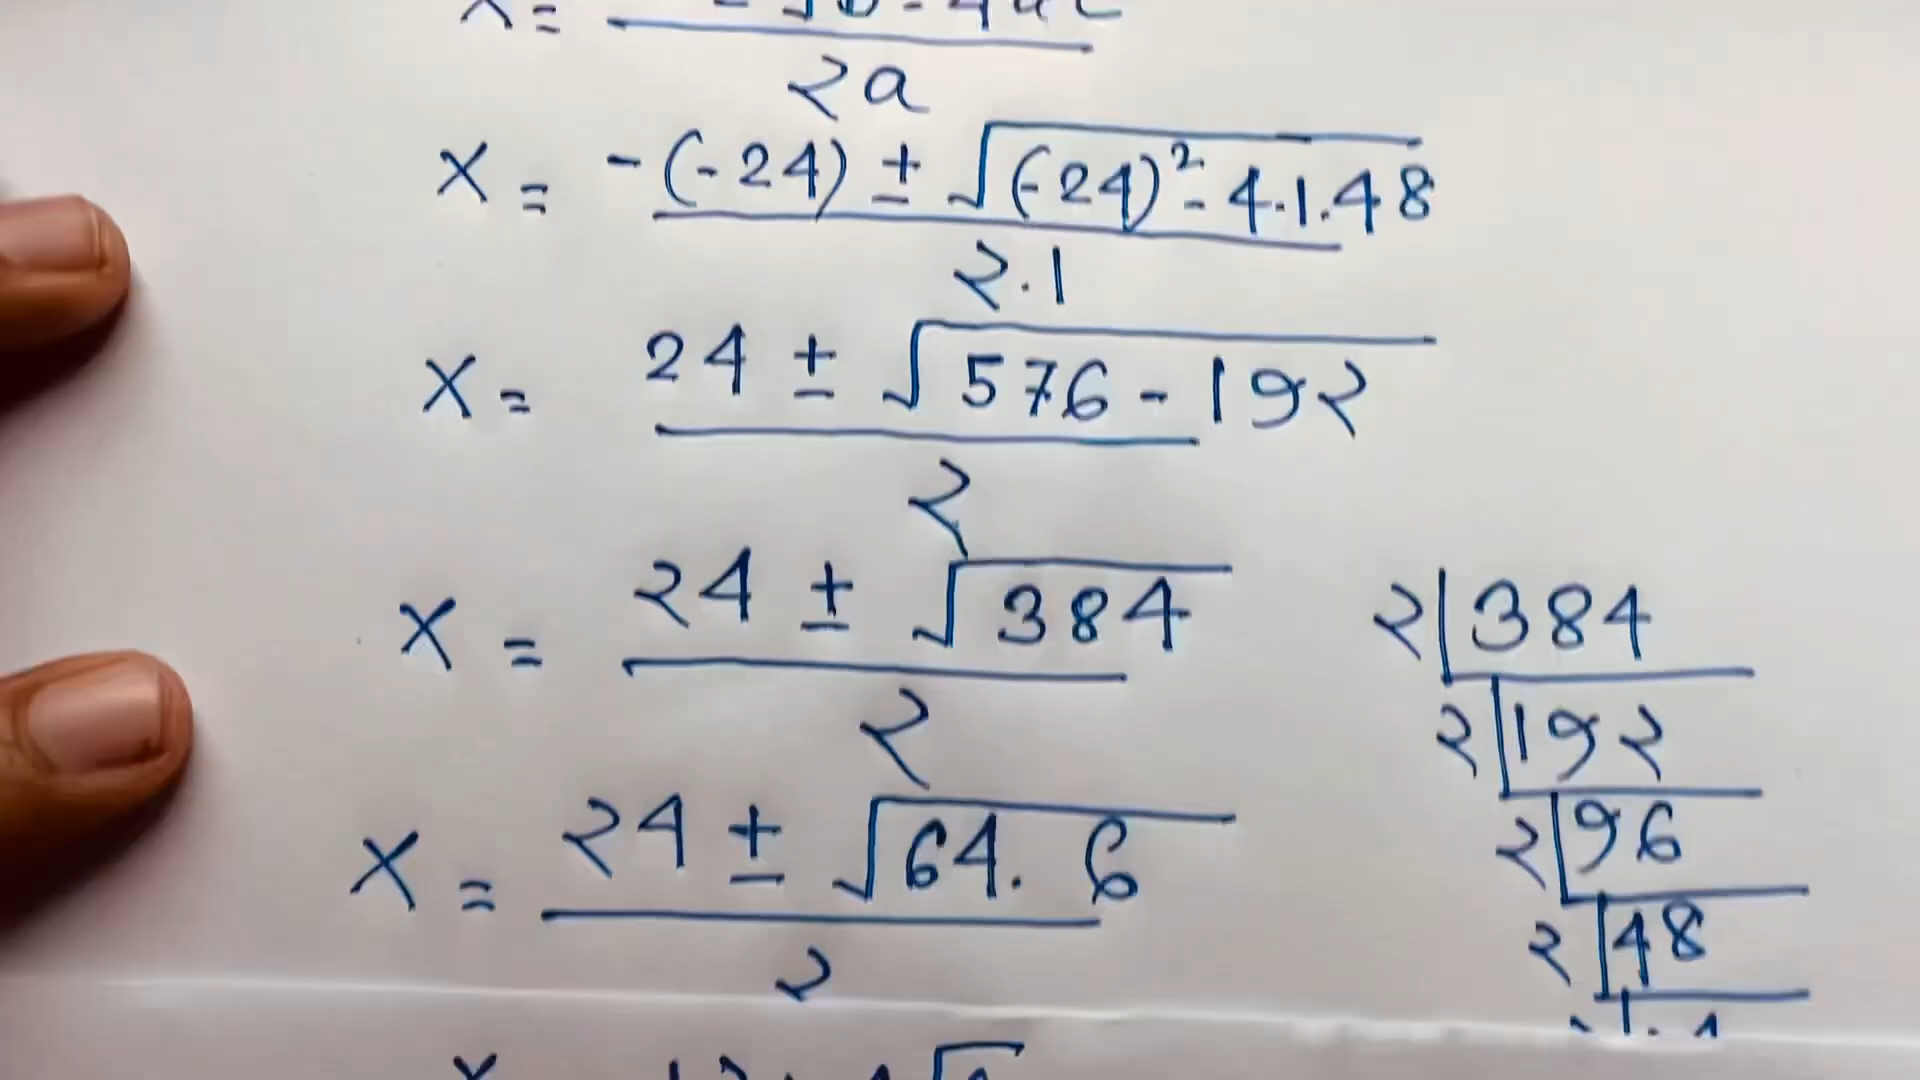 2a
x = -(-24) ± √(-24)² - 4.1.48
2.1
x = 24 ± √576 - 192
2
x = 24 ± √384
2
x = 24 ± √64. 6
2
2|384
2|192
2|96
2|48